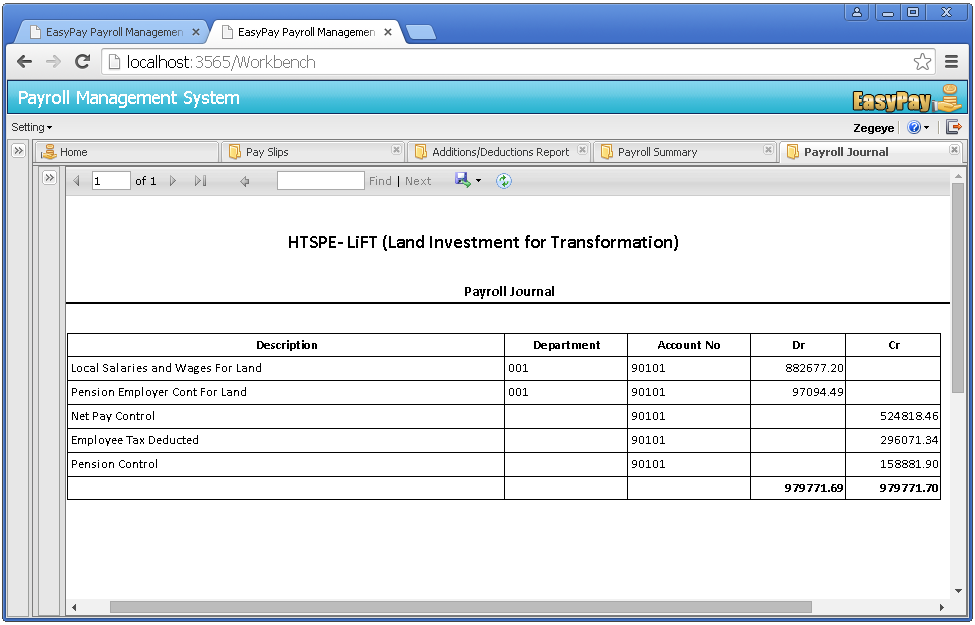 EasyPay Payroll Managemen EasyPay Payroll Managemen
localhost:3565/Workbench
Payroll Management System EasyPay
Setting Zegeye
Home Pay Slips Additions/Deductions Report Payroll Summary Payroll Journal
1 of 1 Find | Next
HTSPE- LiFT (Land Investment for Transformation)
Payroll Journal
Description Department Account No Dr Cr
Local Salaries and Wages For Land 001 90101 882677.20
Pension Employer Cont For Land 001 90101 97094.49
Net Pay Control 90101 524818.46
Employee Tax Deducted 90101 296071.34
Pension Control 90101 158881.90
979771.69 979771.70